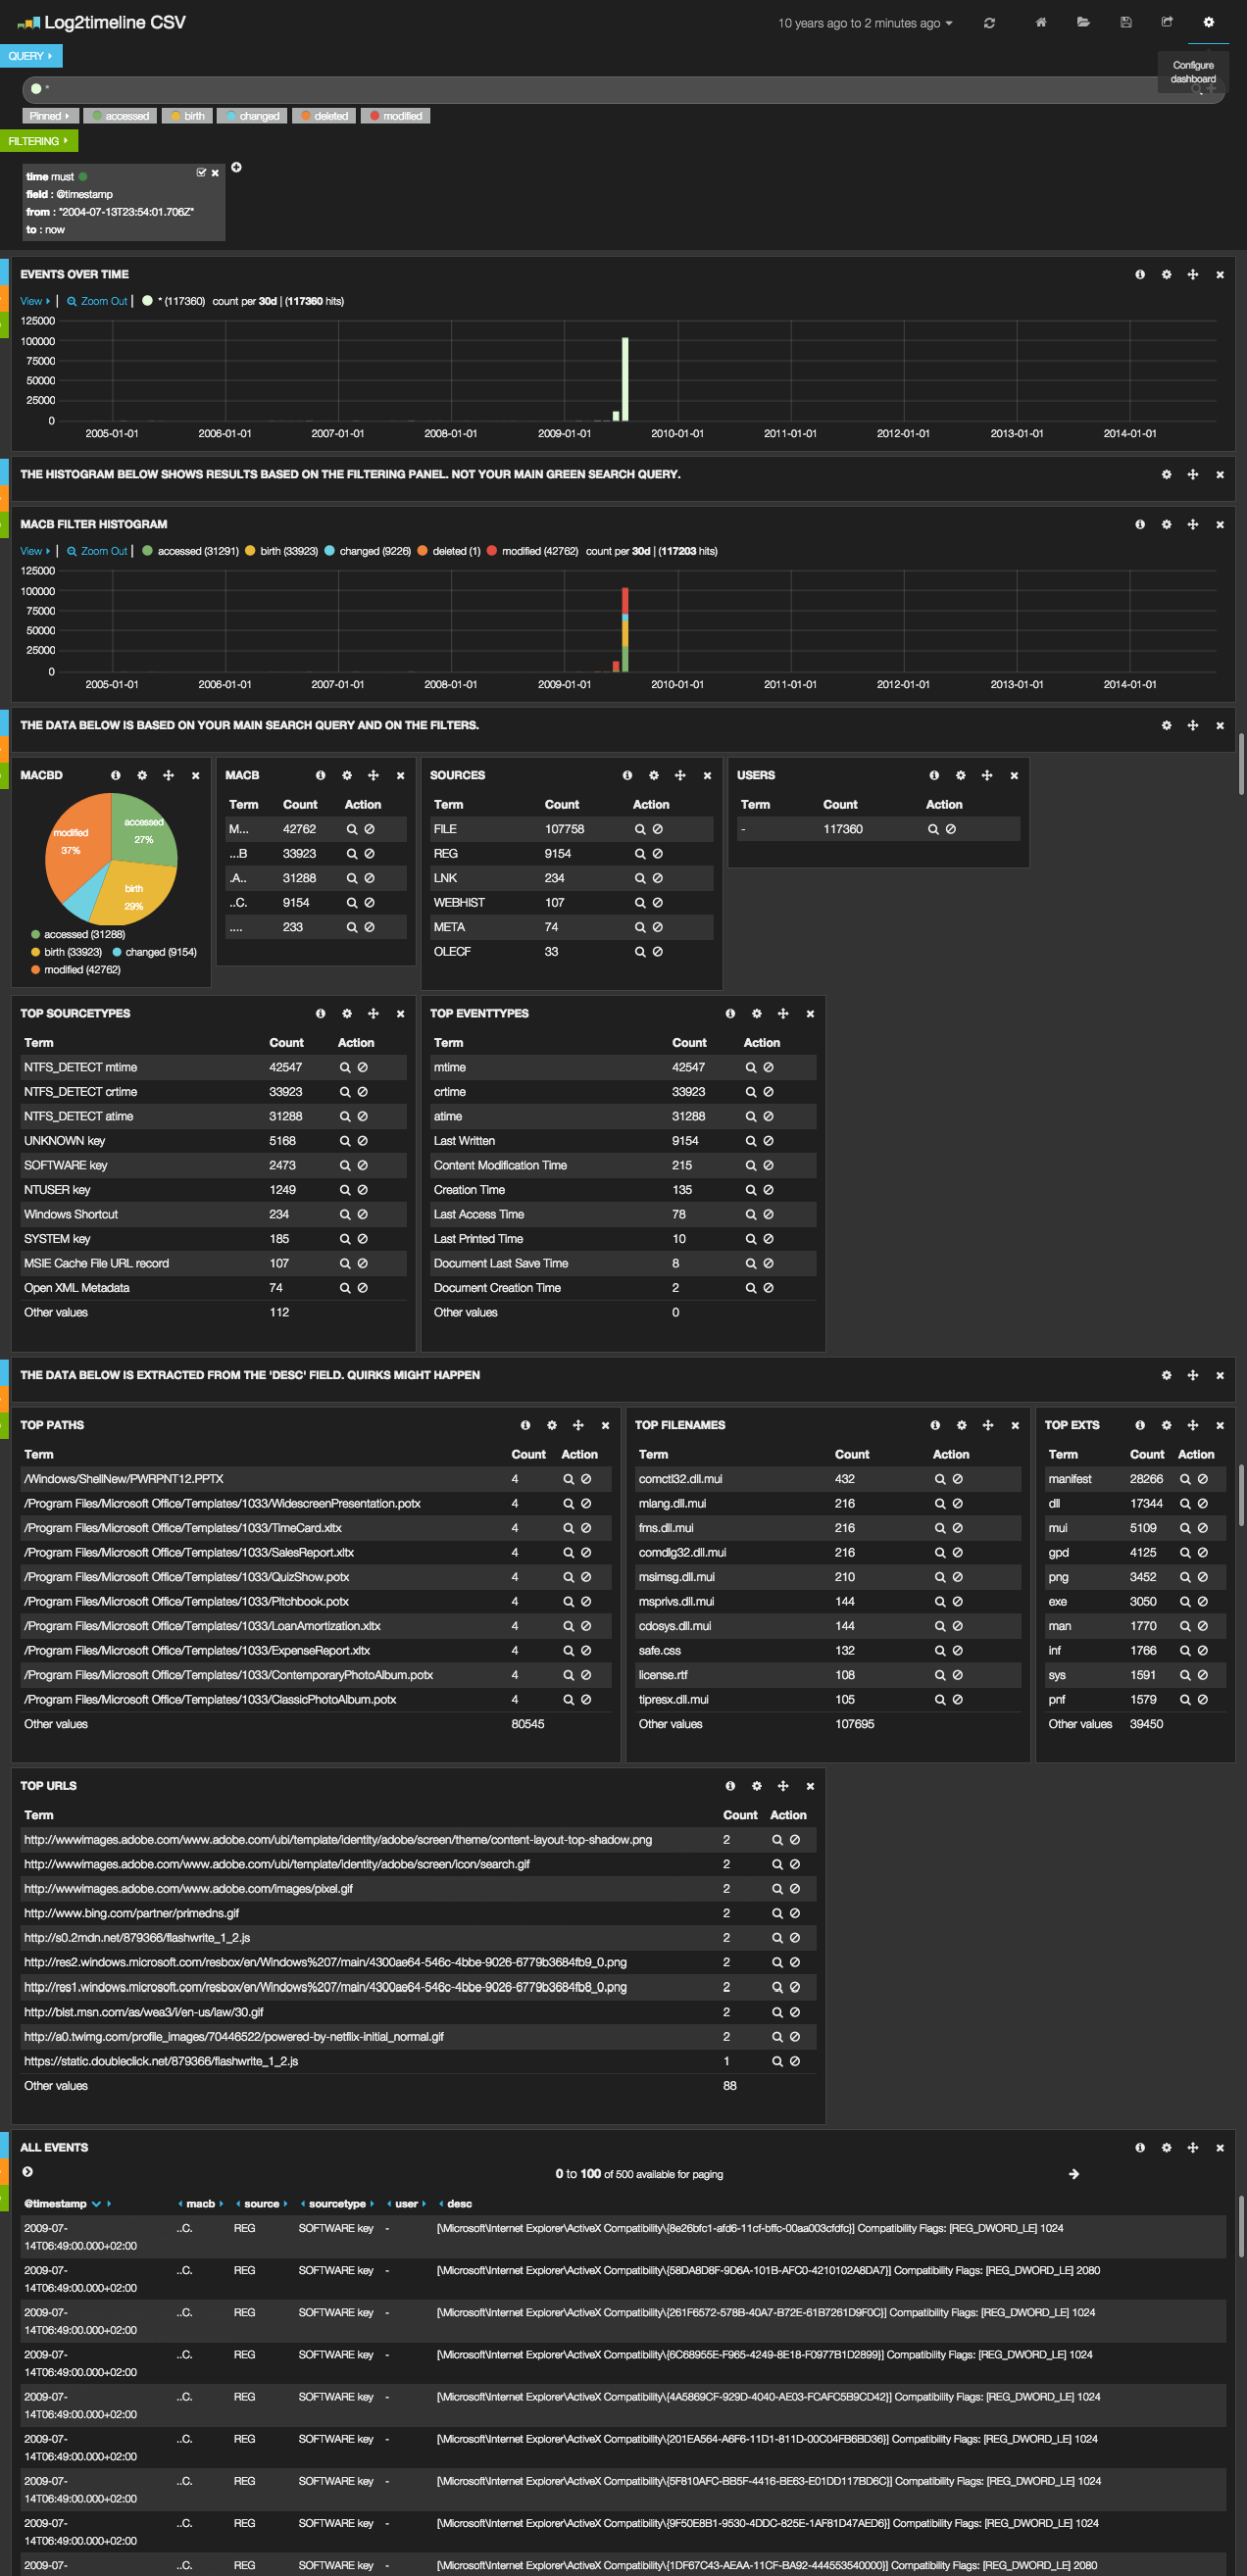 Log2timeline CSV
10 years ago to 2 minutes ago
Configure dashboard
QUERY
*
Pinned accessed birth changed deleted modified
FILTERING
time must
field : @timestamp
from : "2004-07-13T23:54:01.706Z"
to : now
EVENTS OVER TIME
View | Zoom Out | * (117360) count per 30d | (117360 hits)
125000
100000
75000
50000
25000
0
2005-01-01 2006-01-01 2007-01-01 2008-01-01 2009-01-01 2010-01-01 2011-01-01 2012-01-01 2013-01-01 2014-01-01
THE HISTOGRAM BELOW SHOWS RESULTS BASED ON THE FILTERING PANEL. NOT YOUR MAIN GREEN SEARCH QUERY.
MACB FILTER HISTOGRAM
View | Zoom Out | accessed (31291) birth (33923) changed (9226) deleted (1) modified (42762) count per 30d | (117203 hits)
125000
100000
75000
50000
25000
0
2005-01-01 2006-01-01 2007-01-01 2008-01-01 2009-01-01 2010-01-01 2011-01-01 2012-01-01 2013-01-01 2014-01-01
THE DATA BELOW IS BASED ON YOUR MAIN SEARCH QUERY AND ON THE FILTERS.
MACBD
accessed 27%
modified 37%
birth 29%
accessed (31288)
birth (33923) changed (9154)
modified (42762)
MACB
Term Count Action
M... 42762
...B 33923
.A.. 31288
..C. 9154
.... 233
SOURCES
Term Count Action
FILE 107758
REG 9154
LNK 234
WEBHIST 107
META 74
OLECF 33
USERS
Term Count Action
- 117360
TOP SOURCETYPES
Term Count Action
NTFS_DETECT mtime 42547
NTFS_DETECT crtime 33923
NTFS_DETECT atime 31288
UNKNOWN key 5168
SOFTWARE key 2473
NTUSER key 1249
Windows Shortcut 234
SYSTEM key 185
MSIE Cache File URL record 107
Open XML Metadata 74
Other values 112
TOP EVENTTYPES
Term Count Action
mtime 42547
crtime 33923
atime 31288
Last Written 9154
Content Modification Time 215
Creation Time 135
Last Access Time 78
Last Printed Time 10
Document Last Save Time 8
Document Creation Time 2
Other values 0
THE DATA BELOW IS EXTRACTED FROM THE 'DESC' FIELD. QUIRKS MIGHT HAPPEN
TOP PATHS
Term Count Action
/Windows/ShellNew/PWRPNT12.PPTX 4
/Program Files/Microsoft Office/Templates/1033/WidescreenPresentation.potx 4
/Program Files/Microsoft Office/Templates/1033/TimeCard.xltx 4
/Program Files/Microsoft Office/Templates/1033/SalesReport.xltx 4
/Program Files/Microsoft Office/Templates/1033/QuizShow.potx 4
/Program Files/Microsoft Office/Templates/1033/Pitchbook.potx 4
/Program Files/Microsoft Office/Templates/1033/LoanAmortization.xltx 4
/Program Files/Microsoft Office/Templates/1033/ExpenseReport.xltx 4
/Program Files/Microsoft Office/Templates/1033/ContemporaryPhotoAlbum.potx 4
/Program Files/Microsoft Office/Templates/1033/ClassicPhotoAlbum.potx 4
Other values 80545
TOP FILENAMES
Term Count Action
comctl32.dll.mui 432
mlang.dll.mui 216
fms.dll.mui 216
comdlg32.dll.mui 216
msimsg.dll.mui 210
msprivs.dll.mui 144
cdosys.dll.mui 144
safe.css 132
license.rtf 108
tipresx.dll.mui 105
Other values 107695
TOP EXTS
Term Count Action
manifest 28266
dll 17344
mui 5109
gpd 4125
png 3452
exe 3050
man 1770
inf 1766
sys 1591
pnf 1579
Other values 39450
TOP URLS
Term Count Action
http://wwwimages.adobe.com/www.adobe.com/ubi/template/identity/adobe/screen/theme/content-layout-top-shadow.png 2
http://wwwimages.adobe.com/www.adobe.com/ubi/template/identity/adobe/screen/icon/search.gif 2
http://wwwimages.adobe.com/www.adobe.com/images/pixel.gif 2
http://www.bing.com/partner/primedns.gif 2
http://s0.2mdn.net/879366/flashwrite_1_2.js 2
http://res2.windows.microsoft.com/resbox/en/Windows%207/main/4300ae64-546c-4bbe-9026-6779b3684fb9_0.png 2
http://res1.windows.microsoft.com/resbox/en/Windows%207/main/4300ae64-546c-4bbe-9026-6779b3684fb8_0.png 2
http://blst.msn.com/as/wea3/i/en-us/law/30.gif 2
http://a0.twimg.com/profile_images/70446522/powered-by-netflix-initial_normal.gif 2
https://static.doubleclick.net/879366/flashwrite_1_2.js 1
Other values 88
ALL EVENTS
0 to 100 of 500 available for paging
@timestamp macb source sourcetype user desc
2009-07-14T06:49:00.000+02:00 ..C. REG SOFTWARE key - [\Microsoft\Internet Explorer\ActiveX Compatibility\{8e26bfc1-afd6-11cf-bffc-00aa003cfdfc}] Compatibility Flags: [REG_DWORD_LE] 1024
2009-07-14T06:49:00.000+02:00 ..C. REG SOFTWARE key - [\Microsoft\Internet Explorer\ActiveX Compatibility\{58DA8D8F-9D6A-101B-AFC0-4210102A8DA7}] Compatibility Flags: [REG_DWORD_LE] 2080
2009-07-14T06:49:00.000+02:00 ..C. REG SOFTWARE key - [\Microsoft\Internet Explorer\ActiveX Compatibility\{261F6572-578B-40A7-B72E-61B7261D9F0C}] Compatibility Flags: [REG_DWORD_LE] 1024
2009-07-14T06:49:00.000+02:00 ..C. REG SOFTWARE key - [\Microsoft\Internet Explorer\ActiveX Compatibility\{6C68955E-F965-4249-8E18-F0977B1D2899}] Compatibility Flags: [REG_DWORD_LE] 1024
2009-07-14T06:49:00.000+02:00 ..C. REG SOFTWARE key - [\Microsoft\Internet Explorer\ActiveX Compatibility\{4A5869CF-929D-4040-AE03-FCAFC5B9CD42}] Compatibility Flags: [REG_DWORD_LE] 1024
2009-07-14T06:49:00.000+02:00 ..C. REG SOFTWARE key - [\Microsoft\Internet Explorer\ActiveX Compatibility\{201EA564-A6F6-11D1-811D-00C04FB6BD36}] Compatibility Flags: [REG_DWORD_LE] 1024
2009-07-14T06:49:00.000+02:00 ..C. REG SOFTWARE key - [\Microsoft\Internet Explorer\ActiveX Compatibility\{5F810AFC-BB5F-4416-BE63-E01DD117BD6C}] Compatibility Flags: [REG_DWORD_LE] 1024
2009-07-14T06:49:00.000+02:00 ..C. REG SOFTWARE key - [\Microsoft\Internet Explorer\ActiveX Compatibility\{9F50E8B1-9530-4DDC-825E-1AF81D47AED6}] Compatibility Flags: [REG_DWORD_LE] 1024
2009-07- ..C. REG SOFTWARE key - [\Microsoft\Internet Explorer\ActiveX Compatibility\{1DF67C43-AEAA-11CF-BA92-444553540000}] Compatibility Flags: [REG_DWORD_LE] 2080